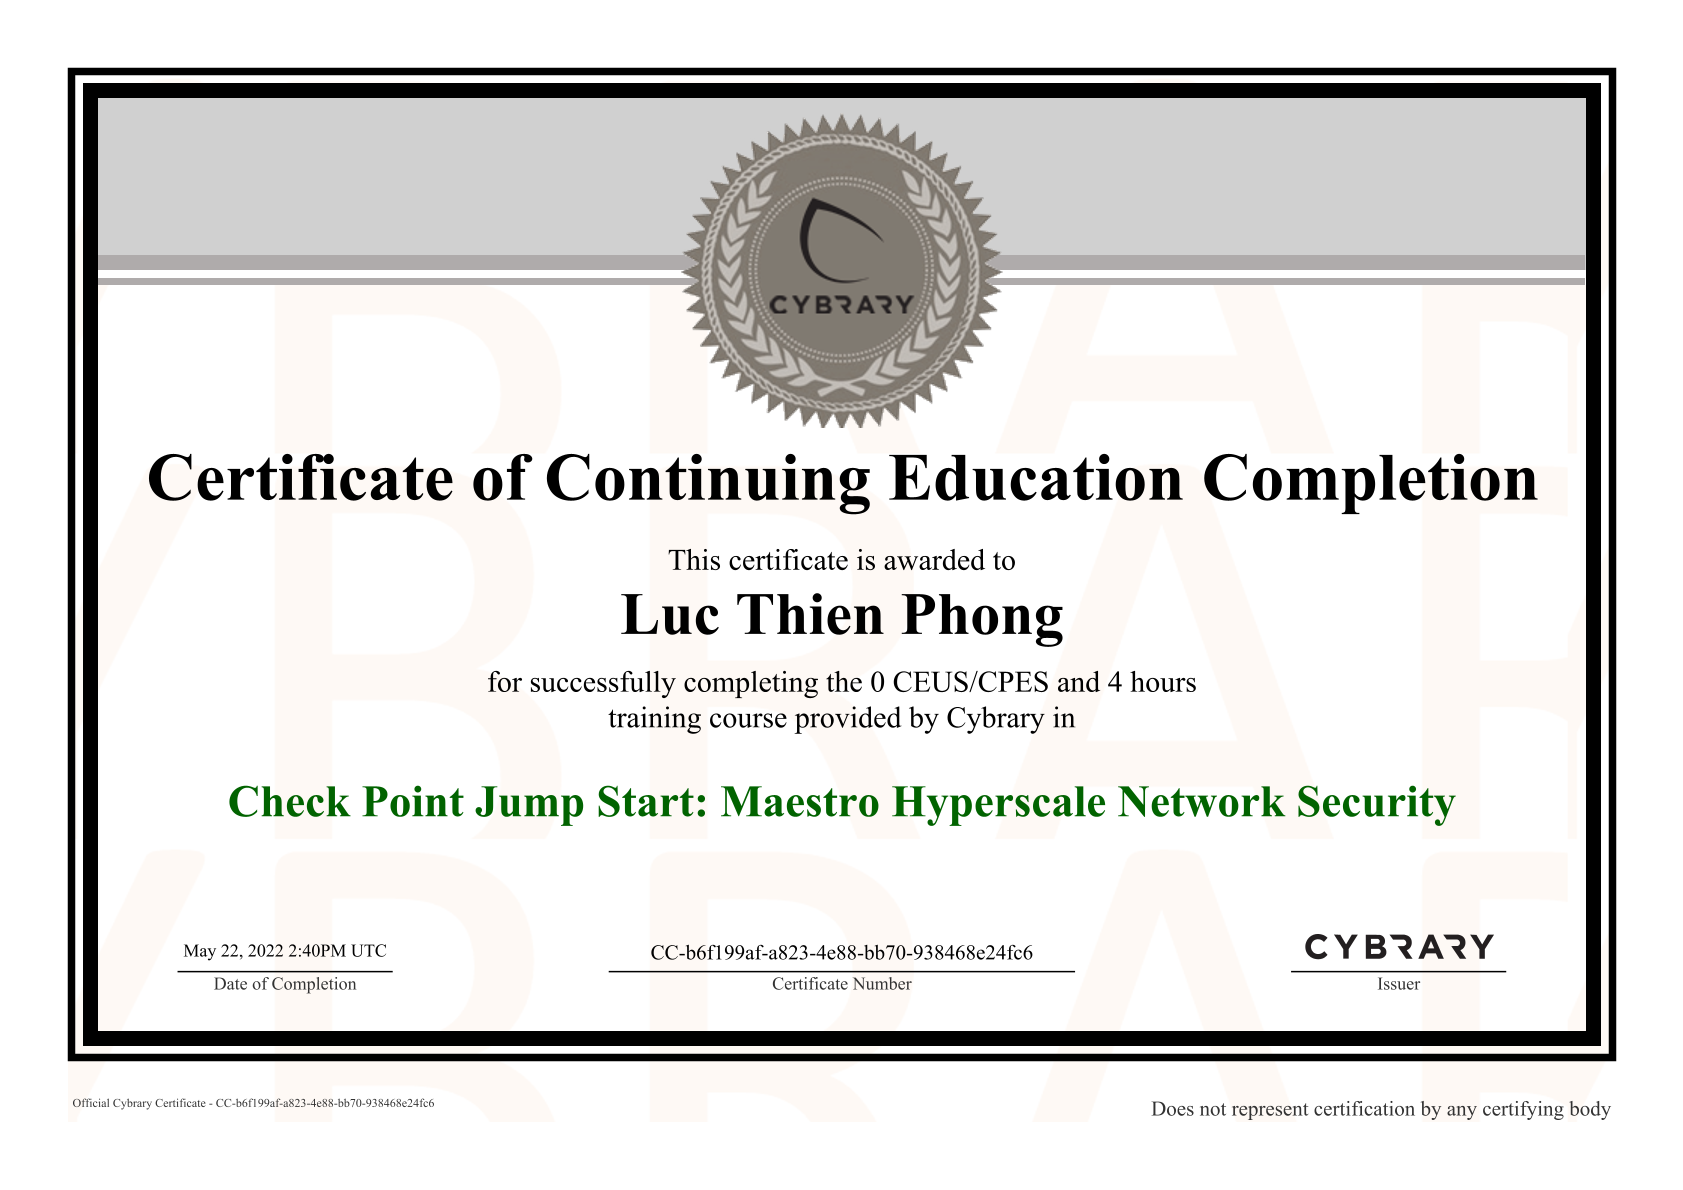 CYBRARY
Certificate of Continuing Education Completion
This certificate is awarded to
Luc Thien Phong
for successfully completing the 0 CEUS/CPES and 4 hours
training course provided by Cybrary in
Check Point Jump Start: Maestro Hyperscale Network Security
May 22, 2022 2:40PM UTC
Date of Completion
CC-b6f199af-a823-4e88-bb70-938468e24fc6
Certificate Number
CYBRARY
Issuer
Official Cybrary Certificate - CC-b6f199af-a823-4e88-bb70-938468e24fc6
Does not represent certification by any certifying body